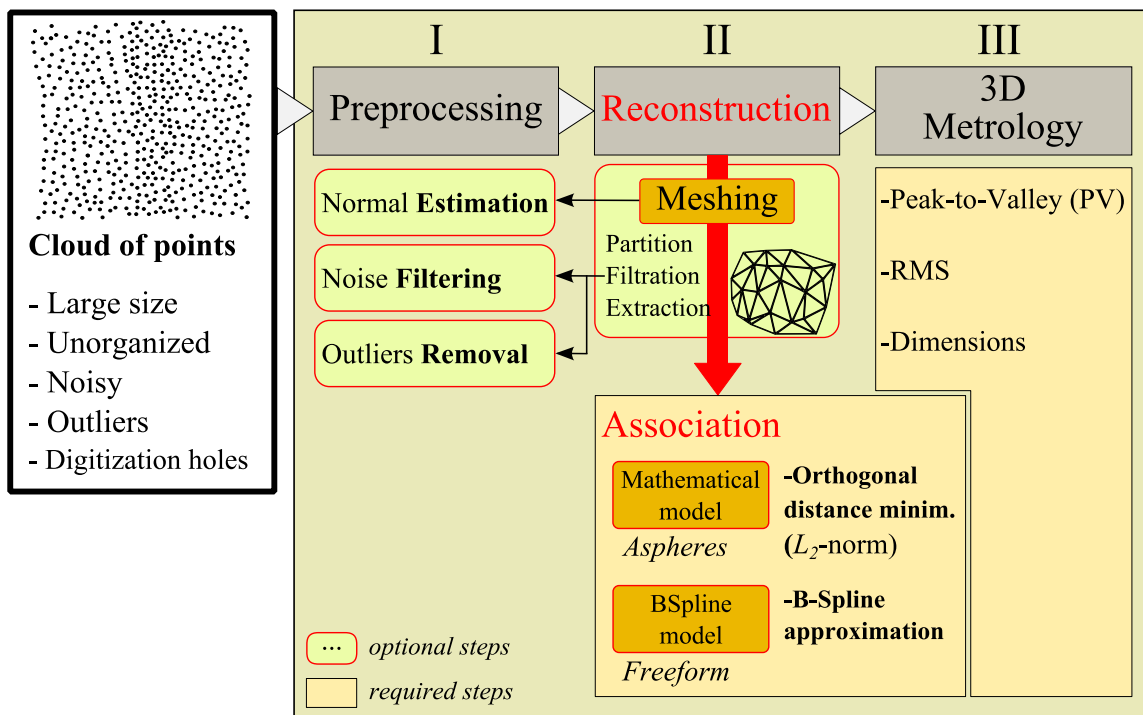 Cloud of points
- Large size
- Unorganized
- Noisy
- Outliers
- Digitization holes
I
II
III
Preprocessing
Reconstruction
3D
Metrology
Normal Estimation
Noise Filtering
Outliers Removal
Meshing
Partition
Filtration
Extraction
-Peak-to-Valley (PV)
-RMS
-Dimensions
Association
Mathematical
model
Aspheres
-Orthogonal
distance minim.
(L2-norm)
BSpline
model
Freeform
-B-Spline
approximation
... optional steps
required steps